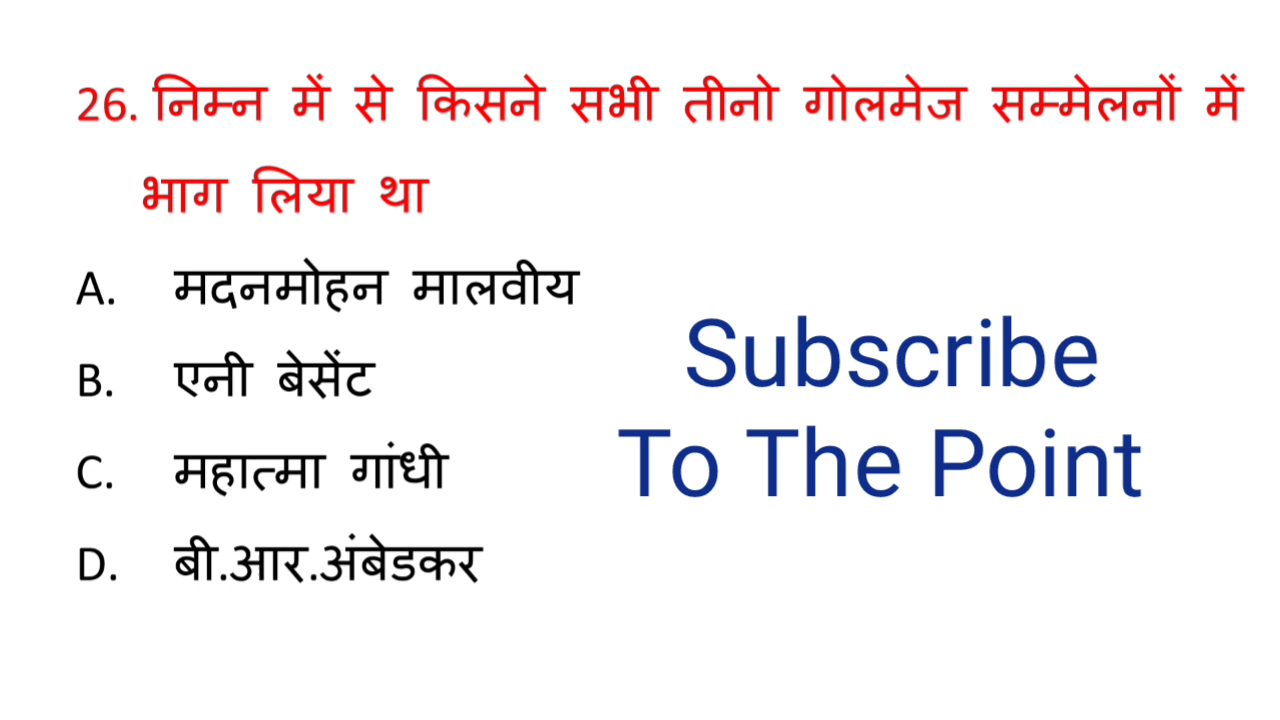 26. निम्न में से किसने सभी तीनो गोलमेज सम्मेलनों में
भाग लिया था
A. मदनमोहन मालवीय
B. एनी बेसेंट
C. महात्मा गांधी
D. बी.आर.अंबेडकर
Subscribe
To The Point